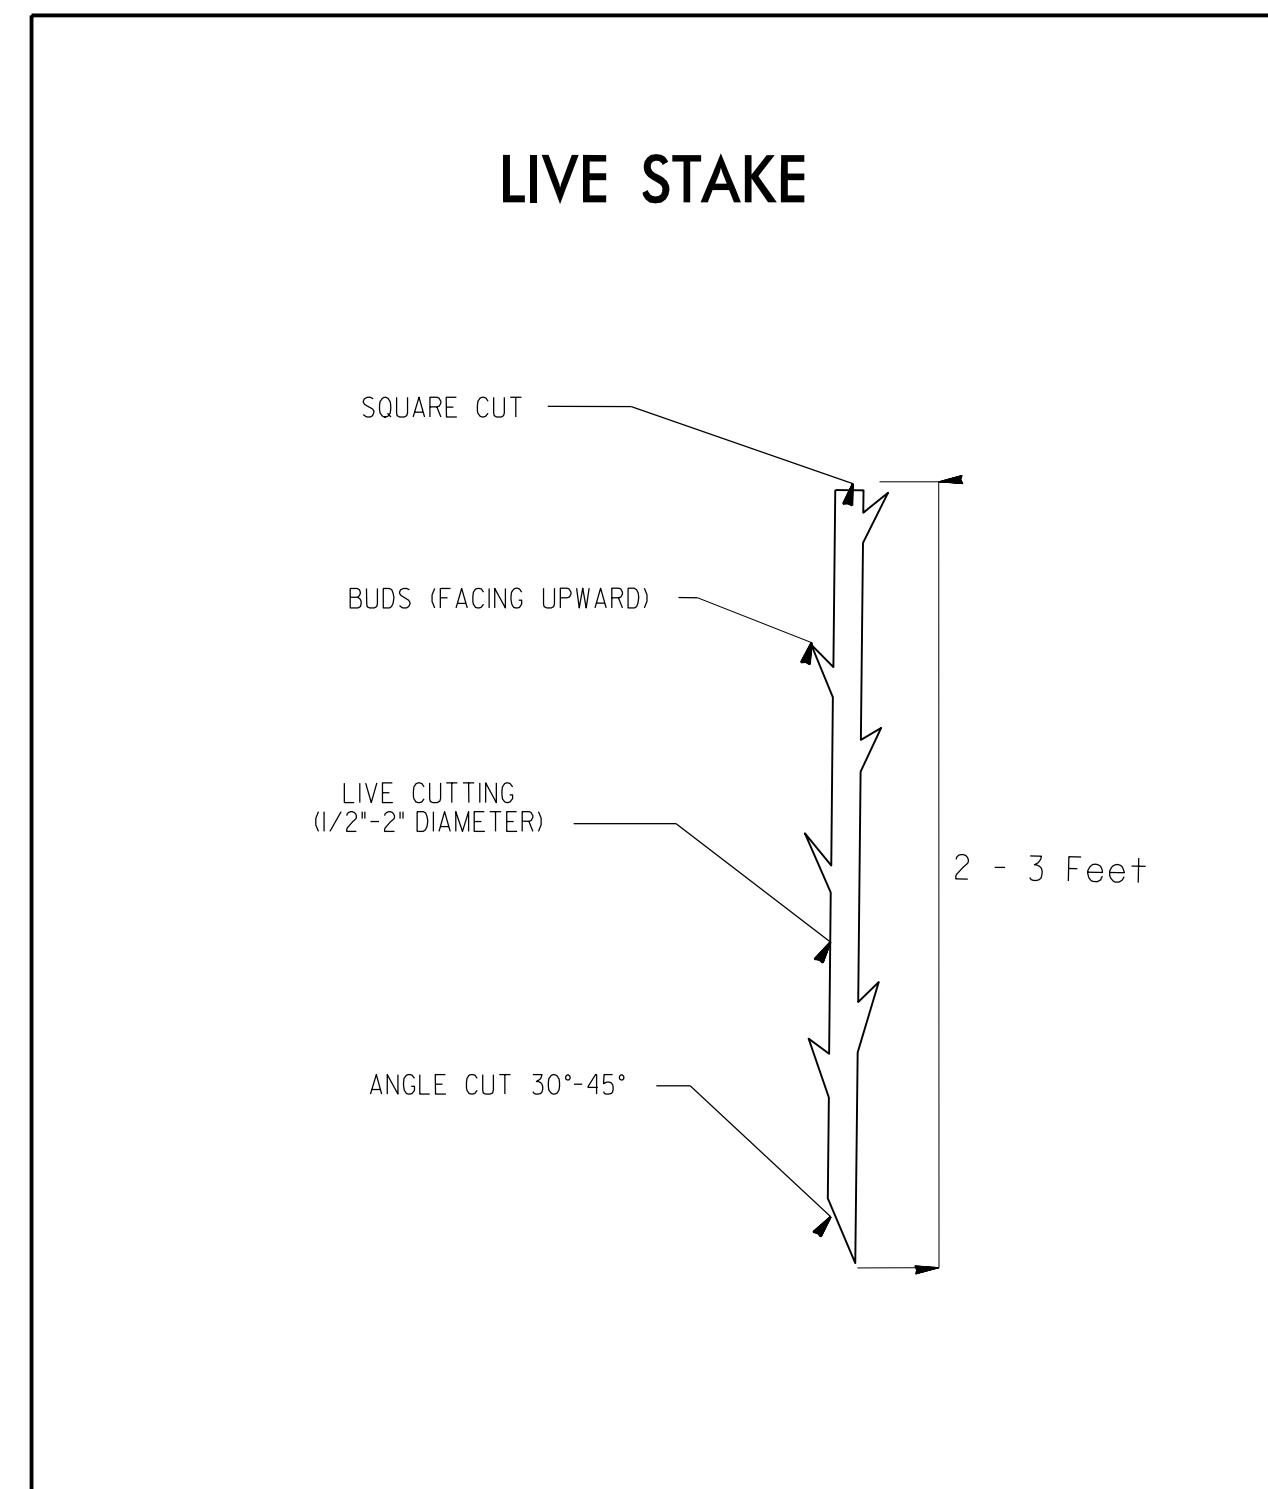 LIVE STAKE
SQUARE CUT
BUDS (FACING UPWARD)
LIVE CUTTING
(1/2"-2" DIAMETER)
2 - 3 Feet
ANGLE CUT 30°-45°